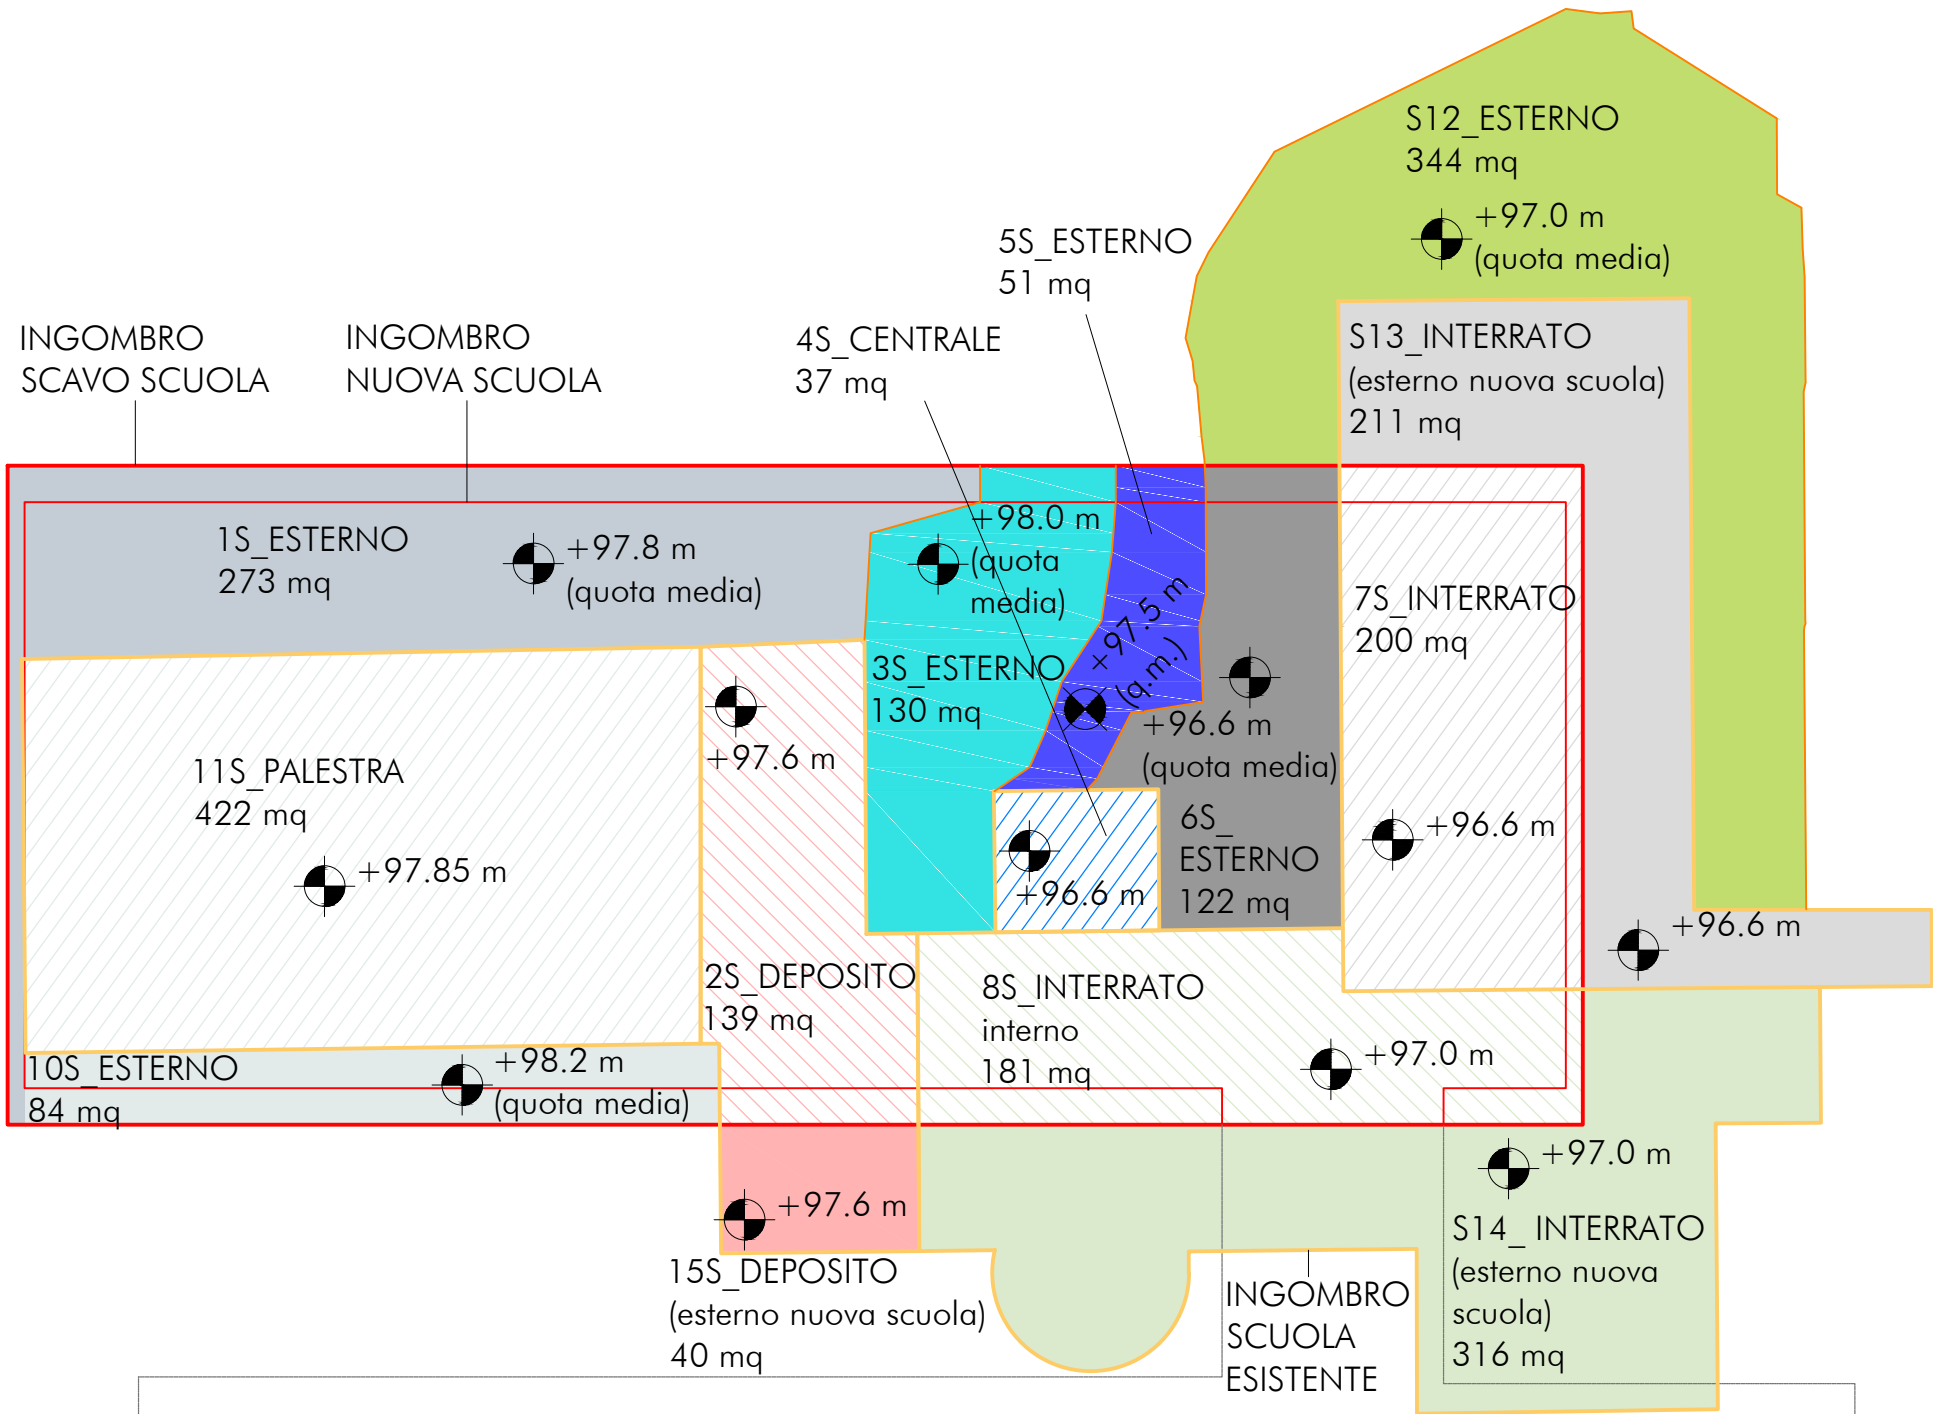 S12_ESTERNO
344 mq
+97.0 m
(quota media)
5S_ESTERNO
51 mq
INGOMBRO
SCAVO SCUOLA
INGOMBRO
NUOVA SCUOLA
4S_CENTRALE
37 mq
S13_INTERRATO
(esterno nuova scuola)
211 mq
1S_ESTERNO
273 mq
+97.8 m
(quota media)
+98.0 m
(quota
media)
+97.5 m
(q.m.)
7S_INTERRATO
200 mq
3S_ESTERNO
130 mq
+96.6 m
(quota media)
+97.6 m
11S_PALESTRA
422 mq
+97.85 m
6S_
ESTERNO
122 mq
+96.6 m
+96.6 m
+96.6 m
2S_DEPOSITO
139 mq
8S_INTERRATO
interno
181 mq
+97.0 m
10S_ESTERNO
84 mq
+98.2 m
(quota media)
+97.0 m
+97.6 m
15S_DEPOSITO
(esterno nuova scuola)
40 mq
INGOMBRO
SCUOLA
ESISTENTE
S14_ INTERRATO
(esterno nuova
scuola)
316 mq